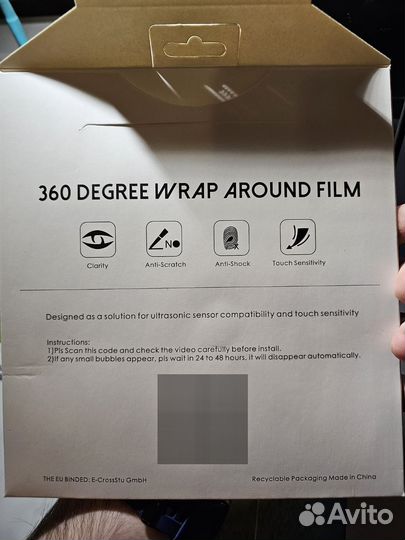 360 DEGREE WRAP AROUND FILM
NO
Clarity Anti-Scratch Anti-Shock Touch Sensitivity
Designed as a solution for ultrasonic sensor compatibility and touch sensitivity
Instructions:
1)Pls Scan this code and check the video carefully before install.
2)If any small bubbles appear, pls wait in 24 to 48 hours, it will disappear automatically.
THE EU BINDED: E-CrossStu GmbH Recyclable Packaging Made in China
Avito